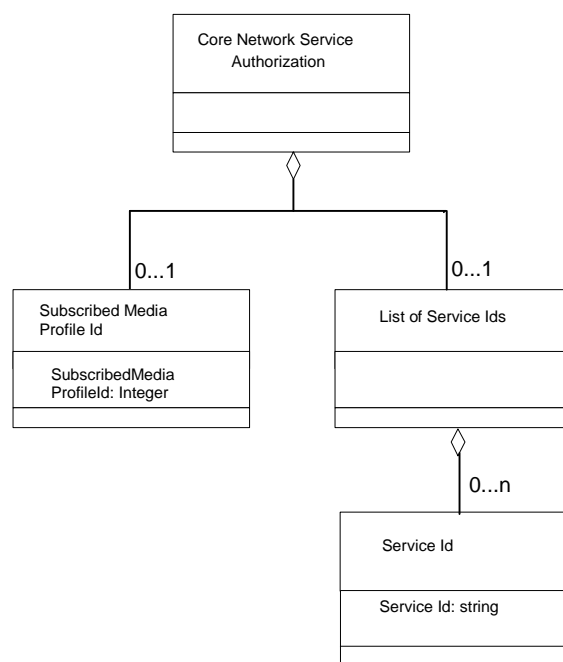 Core Network Service
Authorization
0...1
0...1
Subscribed Media
Profile Id
SubscribedMedia
ProfileId: Integer
List of Service Ids
0...n
Service Id
Service Id: string